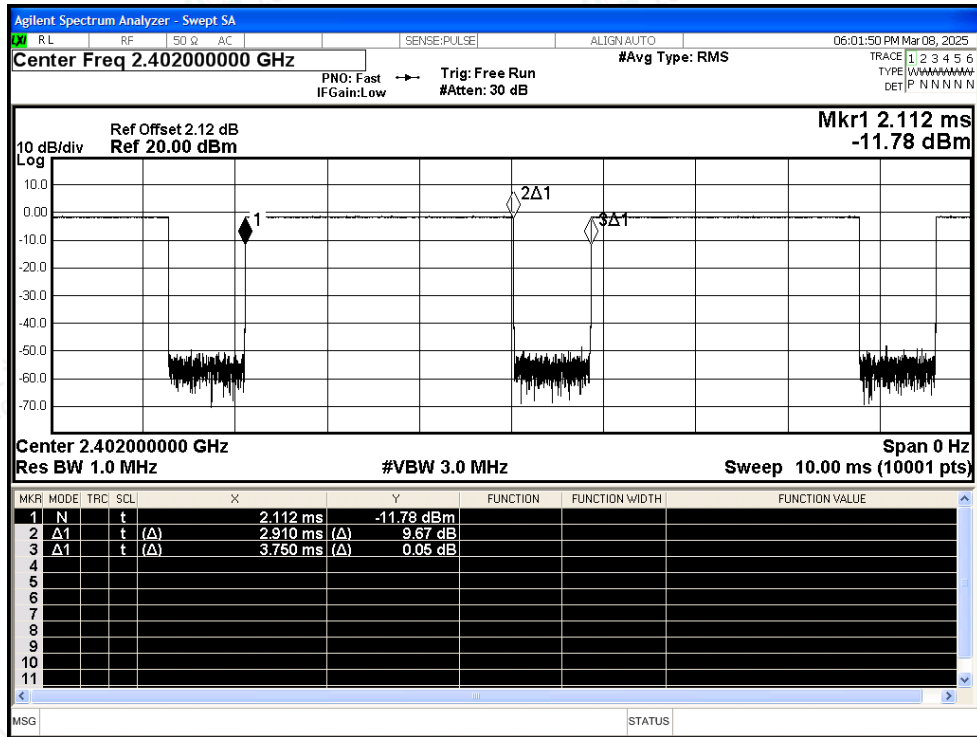 Agilent Spectrum Analyzer - Swept SA
LXI RL RF 50 Ω AC SENSE:PULSE ALIGN AUTO 06:01:50 PM Mar 08, 2025
Center Freq 2.402000000 GHz
PNO: Fast
IFGain:Low
Trig: Free Run
#Atten: 30 dB
#Avg Type: RMS
TRACE 1 2 3 4 5 6
TYPE WWWWWW
DET P N N N N N
Mkr1 2.112 ms
-11.78 dBm
Ref Offset 2.12 dB
10 dB/div Ref 20.00 dBm
Log
10.0
0.00
-10.0
-20.0
-30.0
-40.0
-50.0
-60.0
-70.0
1
2Δ1
3Δ1
Center 2.402000000 GHz Span 0 Hz
Res BW 1.0 MHz #VBW 3.0 MHz Sweep 10.00 ms (10001 pts)
MKR MODE TRC SCL X Y FUNCTION FUNCTION WIDTH FUNCTION VALUE
1 N t 2.112 ms -11.78 dBm
2 Δ1 t (Δ) 2.910 ms (Δ) 9.67 dB
3 Δ1 t (Δ) 3.750 ms (Δ) 0.05 dB
4
5
6
7
8
9
10
11
MSG STATUS